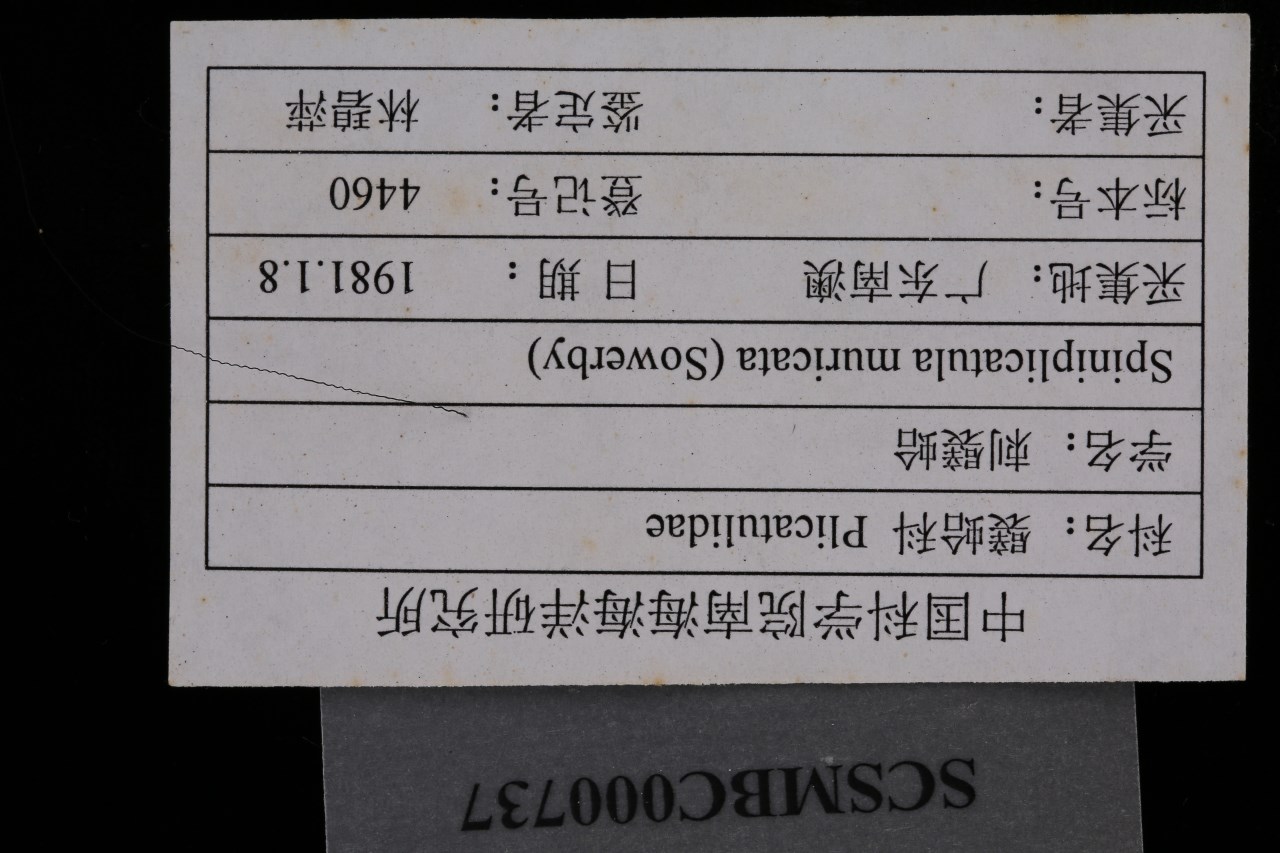 SCSMBC000737
中国科学院南海海洋研究所
科名：襞蛤科 Plicatulidae
学名：刺襞蛤
Spiniplicatula muricata (Sowerby)
采集地：广东南澳 日 期：1981.1.8
标本号： 登记号：4460
采集者： 鉴定者：林碧萍